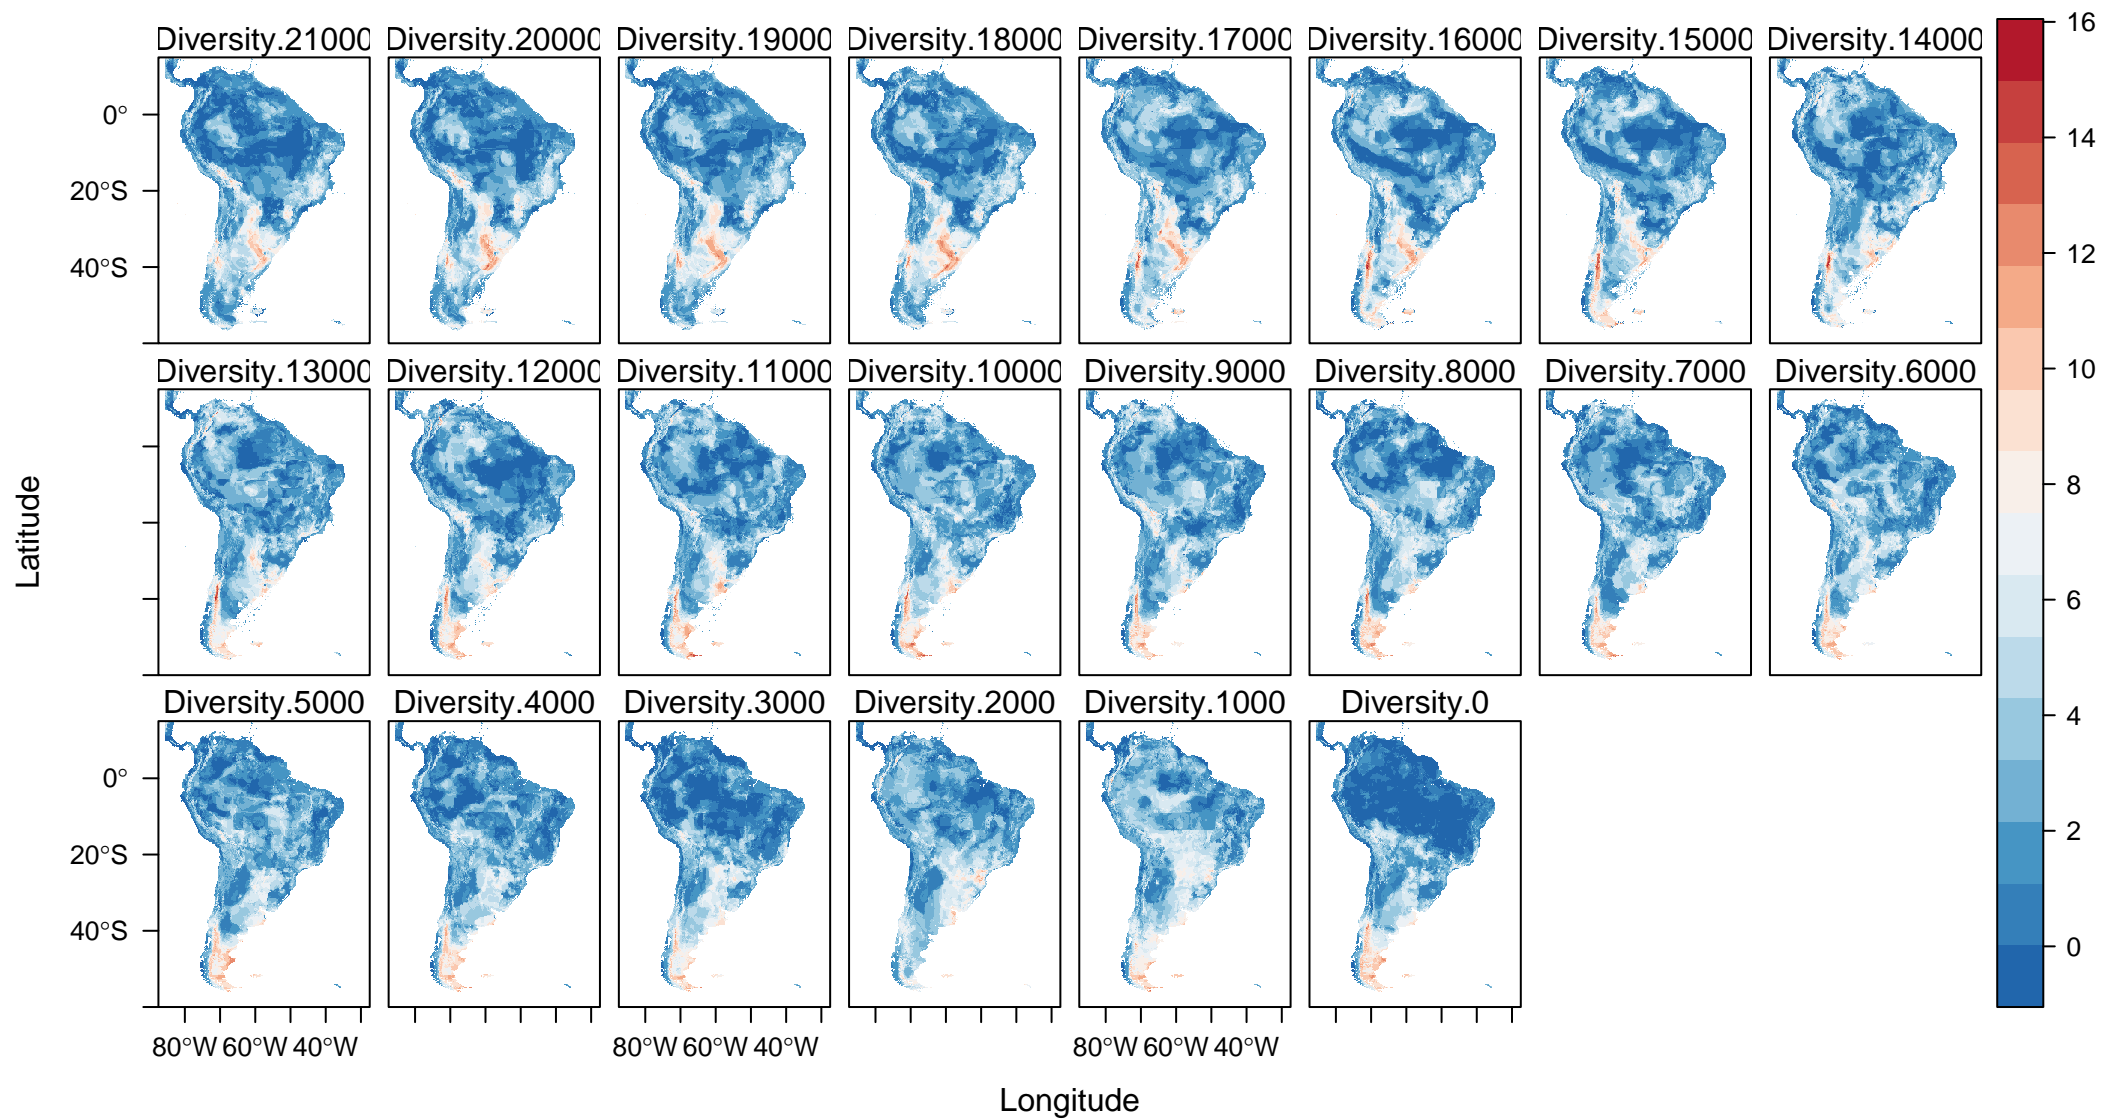 Diversity.21000 Diversity.20000 Diversity.19000 Diversity.18000 Diversity.17000 Diversity.16000 Diversity.15000 Diversity.14000
0°
20°S
40°S
Diversity.13000 Diversity.12000 Diversity.11000 Diversity.10000 Diversity.9000 Diversity.8000 Diversity.7000 Diversity.6000
Latitude
Diversity.5000 Diversity.4000 Diversity.3000 Diversity.2000 Diversity.1000 Diversity.0
0°
20°S
40°S
80°W 60°W 40°W 80°W 60°W 40°W 80°W 60°W 40°W
Longitude
16
14
12
10
8
6
4
2
0